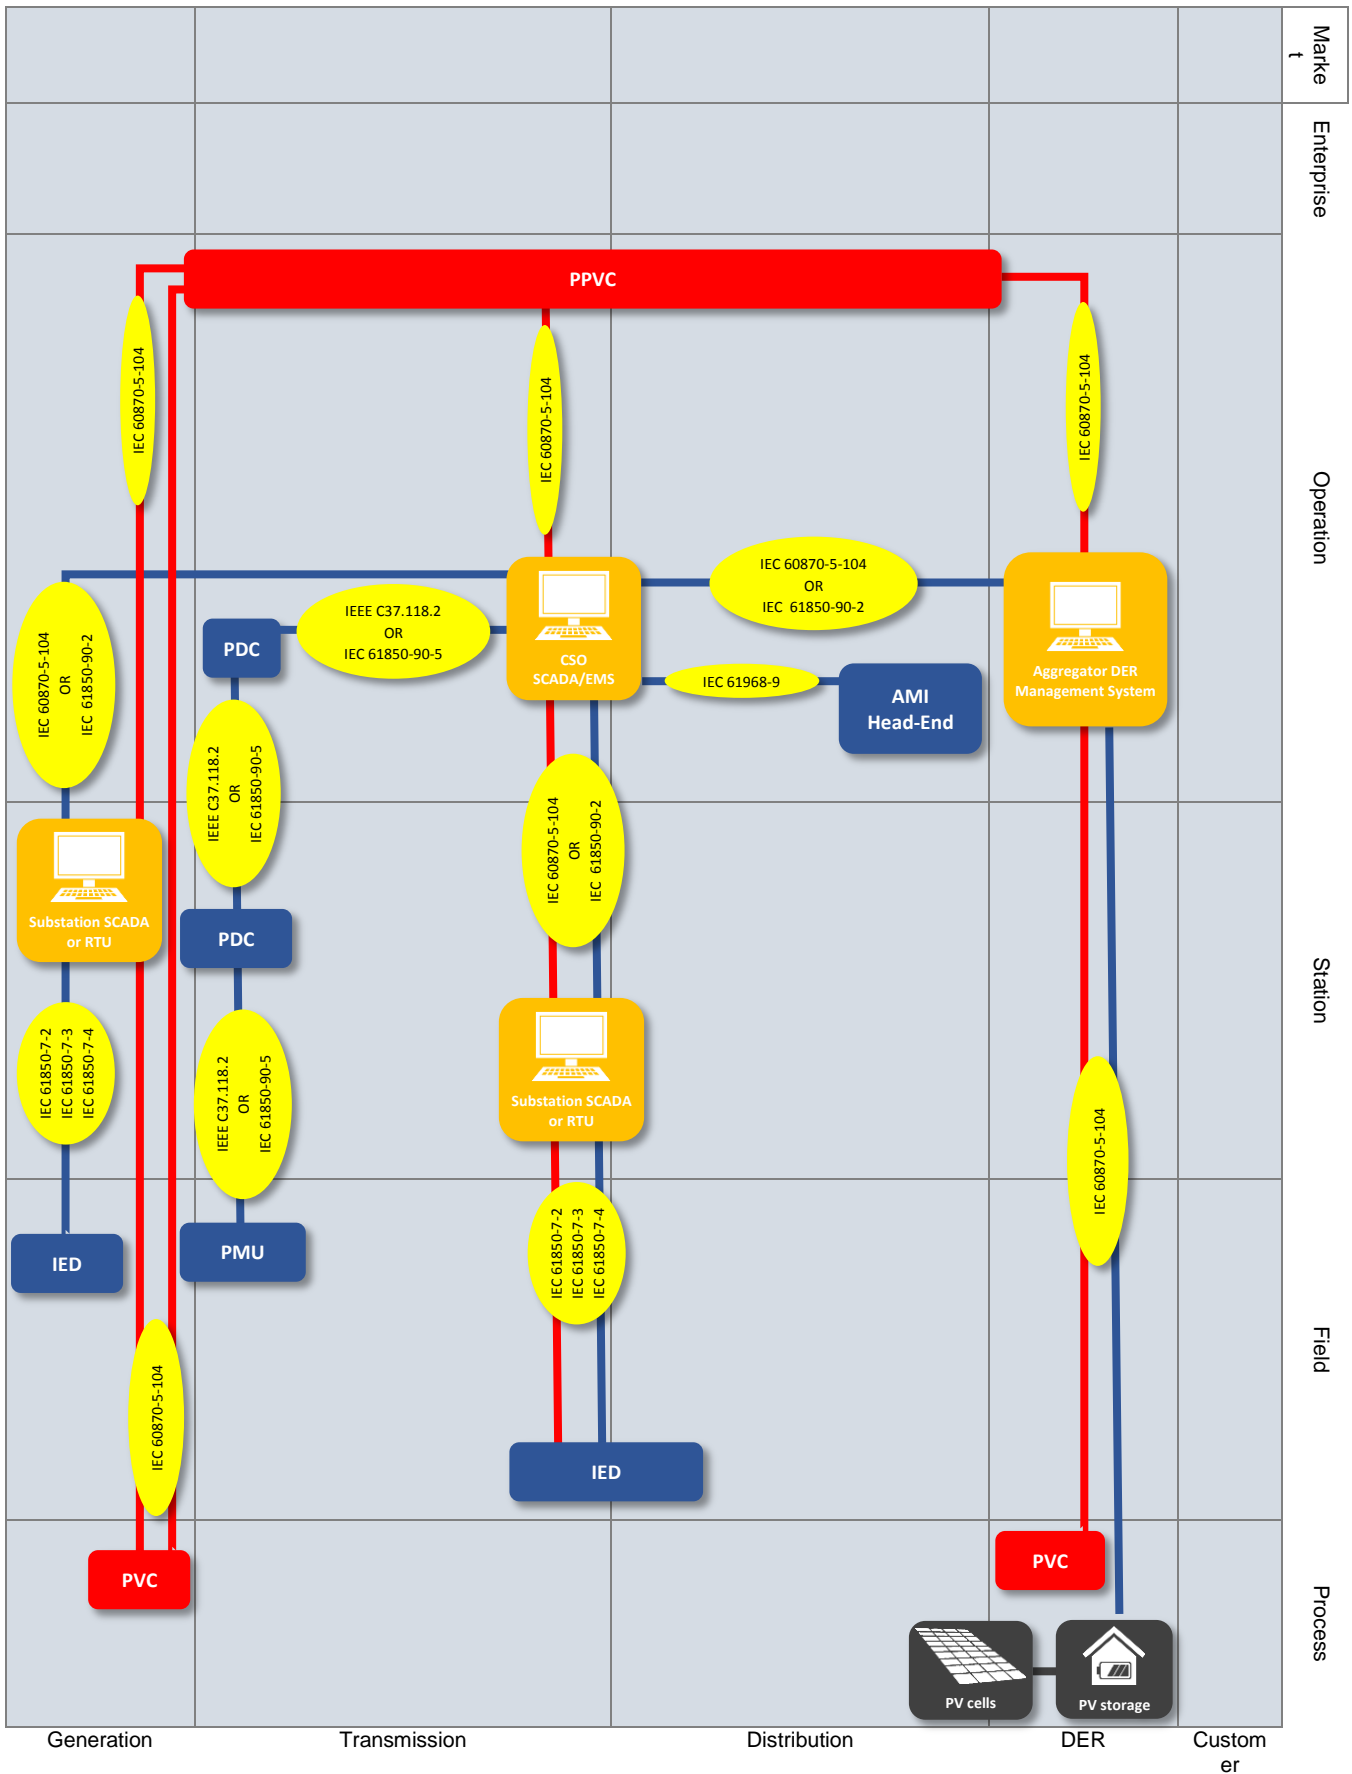 Marke
t
Enterprise
PPVC
IEC 60870-5-104
IEC 60870-5-104
IEC 60870-5-104
Operation
IEC 60870-5-104
OR
IEC 61850-90-2
IEEE C37.118.2
OR
IEC 61850-90-5
PDC
CSO
SCADA/EMS
IEC 60870-5-104
OR
IEC 61850-90-2
IEC 61968-9
AMI
Head-End
Aggregator DER
Management System
IEEE C37.118.2
OR
IEC 61850-90-5
IEC 60870-5-104
OR
IEC 61850-90-2
Substation SCADA
or RTU
PDC
Station
IEC 61850-7-2
IEC 61850-7-3
IEC 61850-7-4
IEEE C37.118.2
OR
IEC 61850-90-5
Substation SCADA
or RTU
IEC 60870-5-104
IED
PMU
IEC 61850-7-2
IEC 61850-7-3
IEC 61850-7-4
Field
IEC 60870-5-104
IED
PVC
PVC
Process
PV cells
PV storage
Generation
Transmission
Distribution
DER
Custom
er